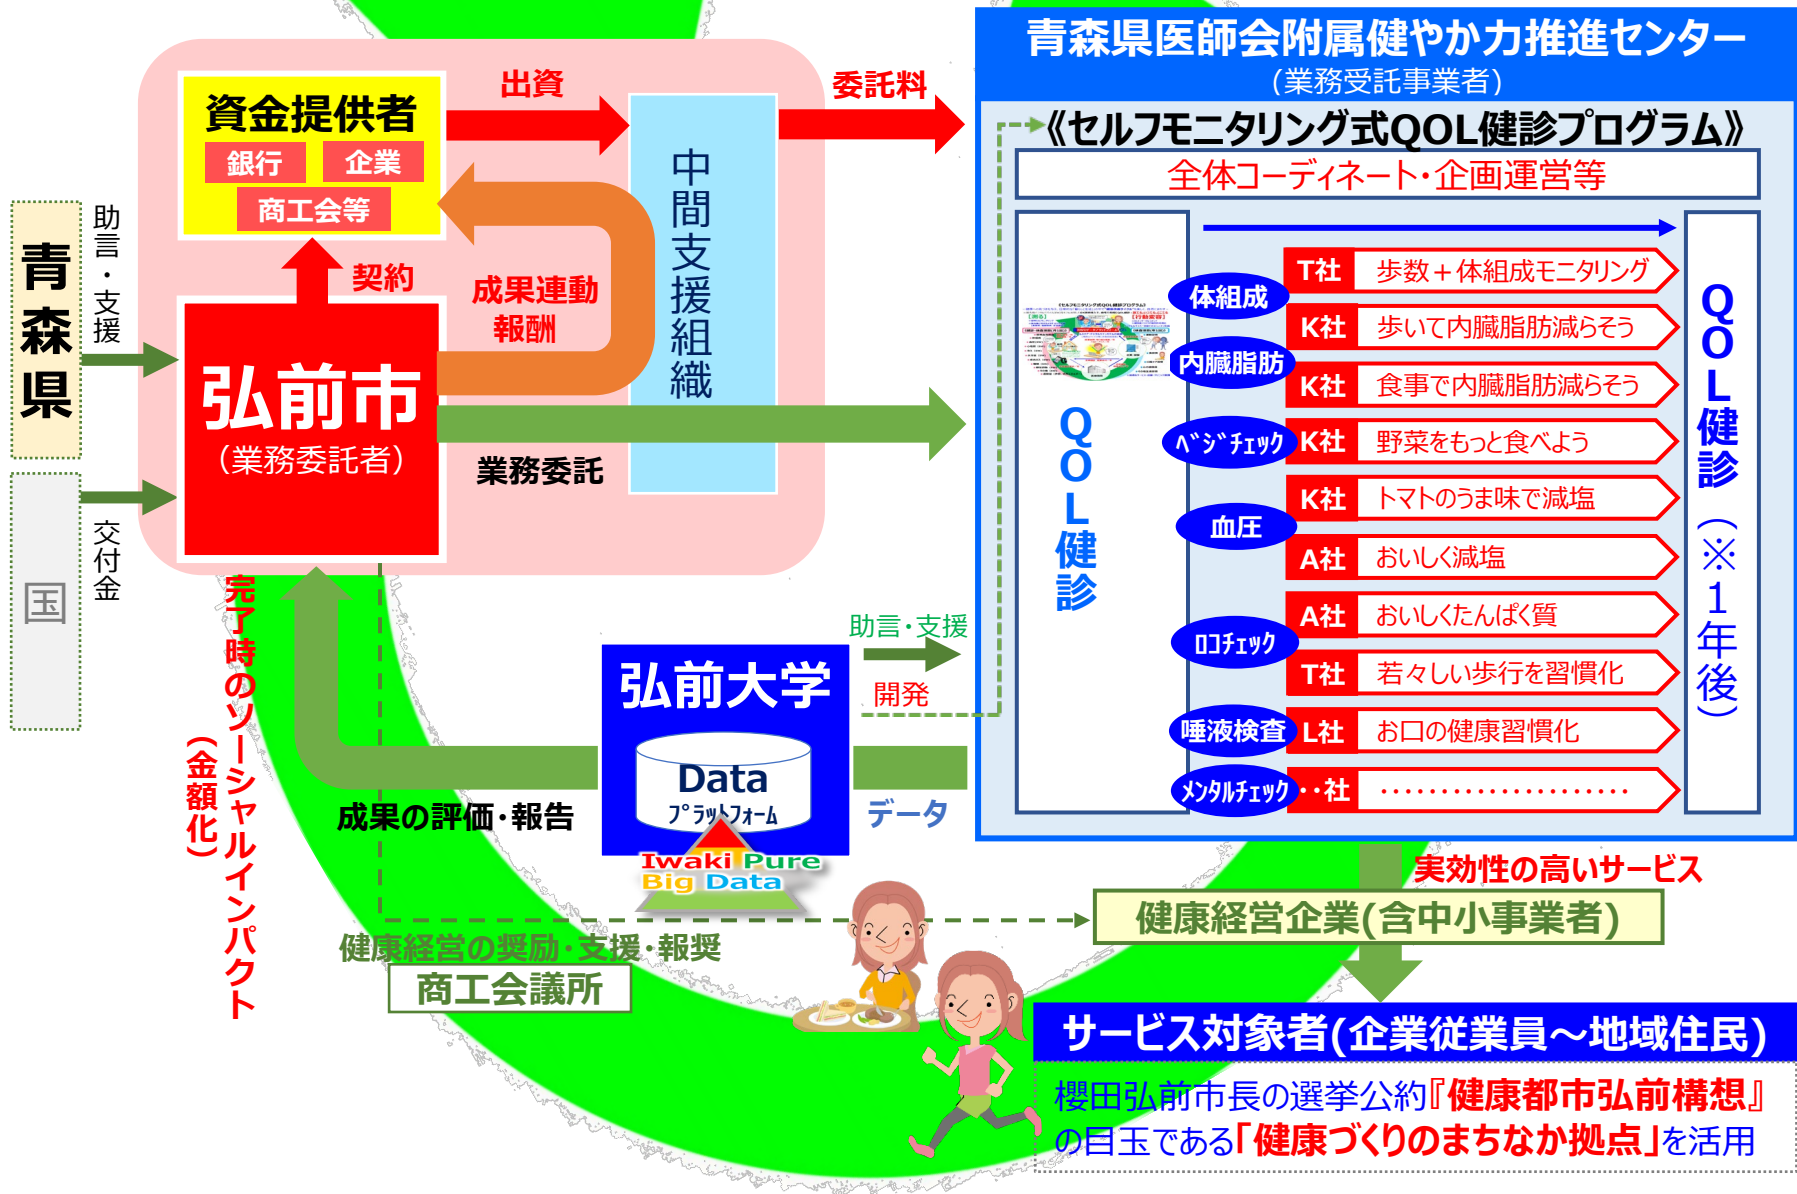 青森県医師会附属健やか力推進センター
(業務受託事業者)
《セルフモニタリング式QOL健診プログラム》
全体コーディネート・企画運営等
資金提供者
銀行
企業
商工会等
出資
委託料
中間支援組織
契約
成果連動
報酬
青森県
助言・支援
弘前市
(業務委託者)
業務委託
国
交付金
QOL健診
体組成
内臓脂肪
ベジチェック
血圧
ロコチェック
唾液検査
メンタルチェック
T社 歩数+体組成モニタリング
K社 歩いて内臓脂肪減らそう
K社 食事で内臓脂肪減らそう
K社 野菜をもっと食べよう
K社 トマトのうま味で減塩
A社 おいしく減塩
A社 おいしくたんぱく質
T社 若々しい歩行を習慣化
L社 お口の健康習慣化
・・社 ・・・・・・・・・・・・・・・・・・・・
QOL健診(※1年後)
完了時のソーシャルインパクト
(金額化)
助言・支援
開発
弘前大学
Data
プラットフォーム
Iwaki Pure
Big Data
データ
成果の評価・報告
実効性の高いサービス
健康経営企業(含中小事業者)
健康経営の奨励・支援・報奨
商工会議所
サービス対象者(企業従業員~地域住民)
櫻田弘前市長の選挙公約『健康都市弘前構想』
の目玉である「健康づくりのまちなか拠点」を活用